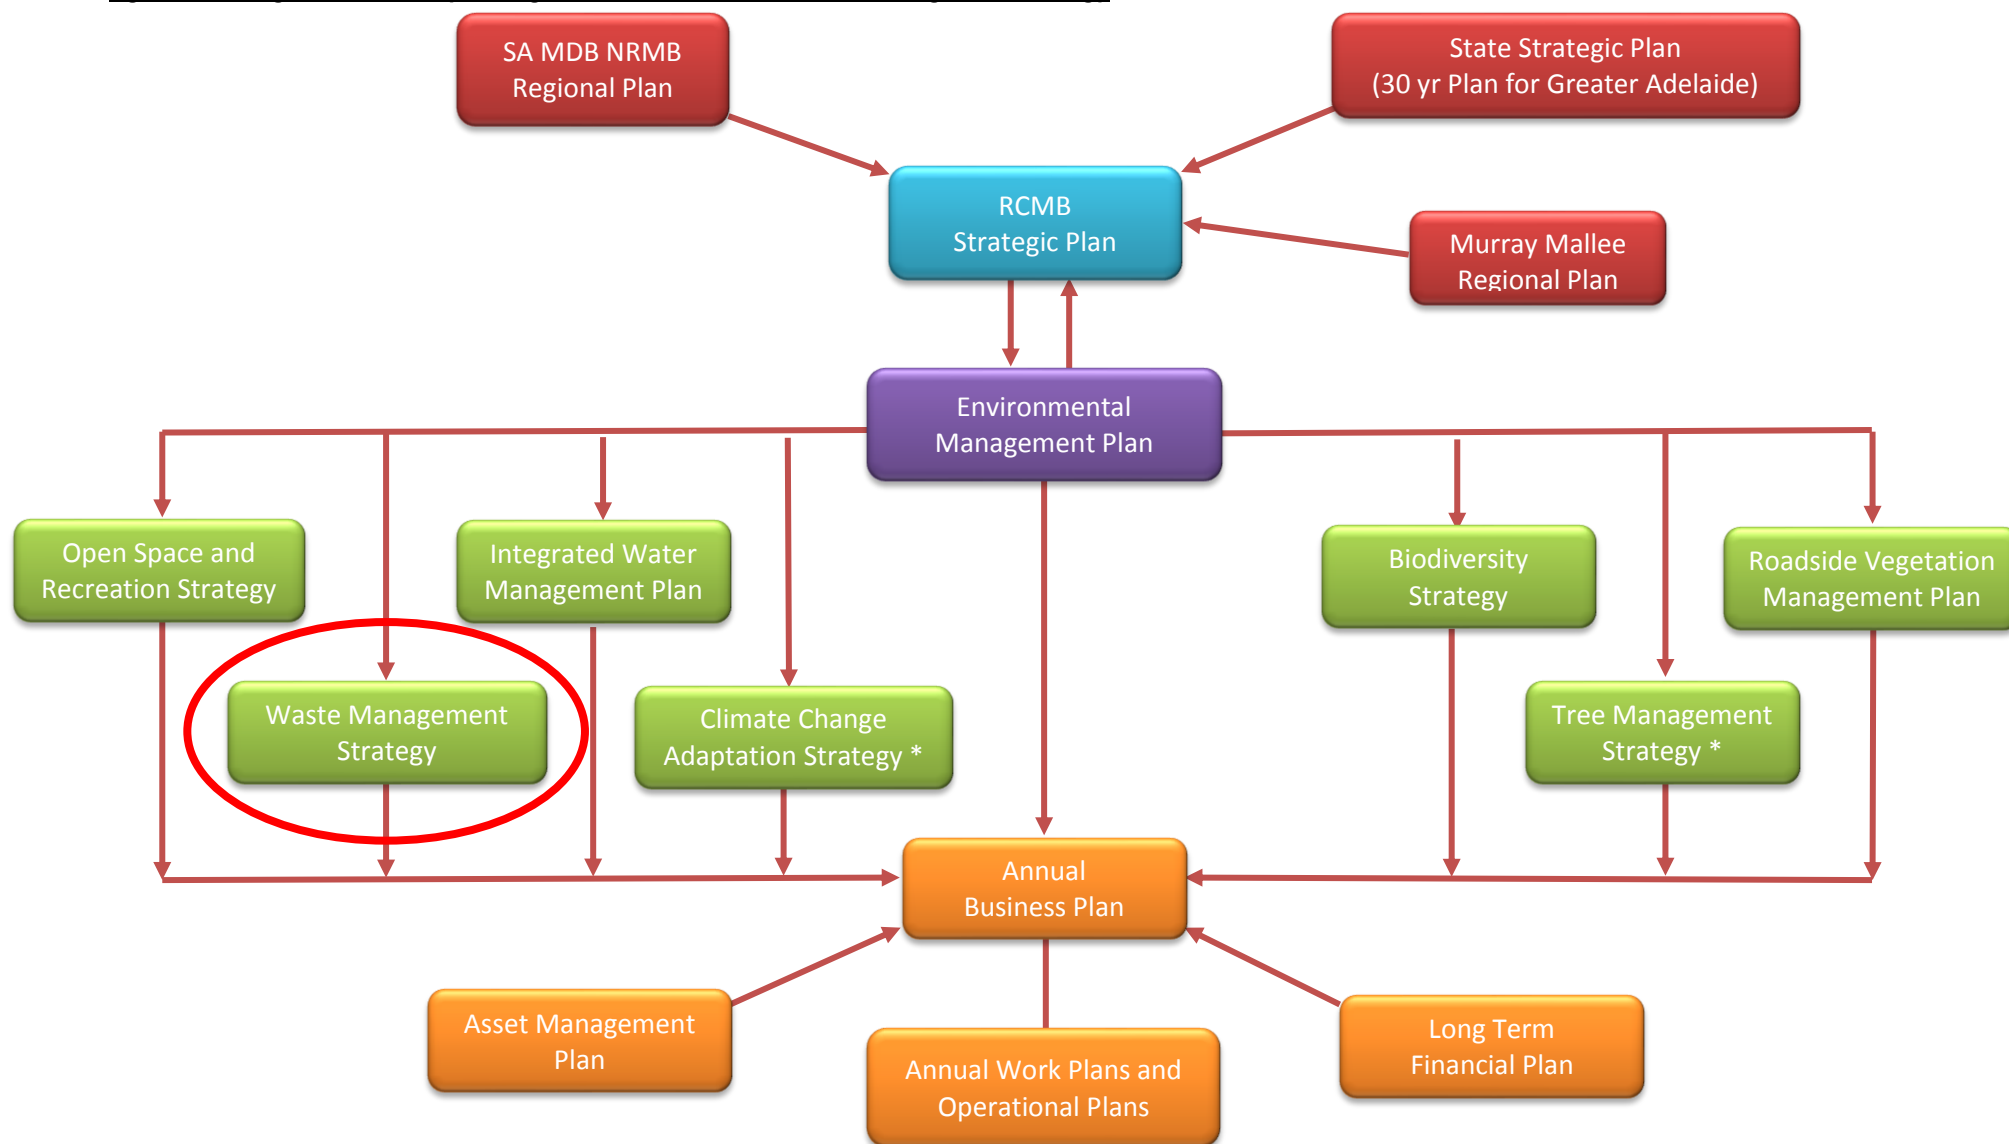 SA MDB NRMB
Regional Plan
State Strategic Plan
(30 yr Plan for Greater Adelaide)
RCMB
Strategic Plan
Murray Mallee
Regional Plan
Environmental
Management Plan
Open Space and
Recreation Strategy
Integrated Water
Management Plan
Biodiversity
Strategy
Roadside Vegetation
Management Plan
Waste Management
Strategy
Climate Change
Adaptation Strategy *
Tree Management
Strategy *
Annual
Business Plan
Asset Management
Plan
Annual Work Plans and
Operational Plans
Long Term
Financial Plan